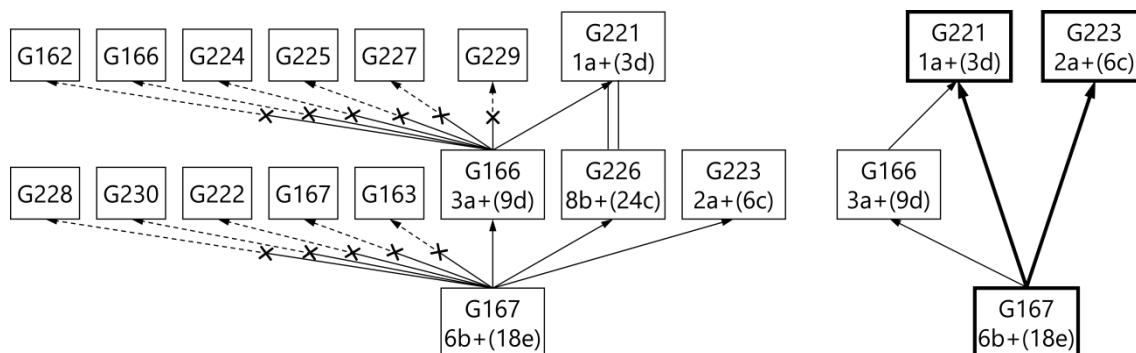 G162
G166
G224
G225
G227
G229
G221
1a+(3d)
G228
G230
G222
G167
G163
G166
3a+(9d)
G226
8b+(24c)
G223
2a+(6c)
G167
6b+(18e)
G221
1a+(3d)
G223
2a+(6c)
G166
3a+(9d)
G167
6b+(18e)